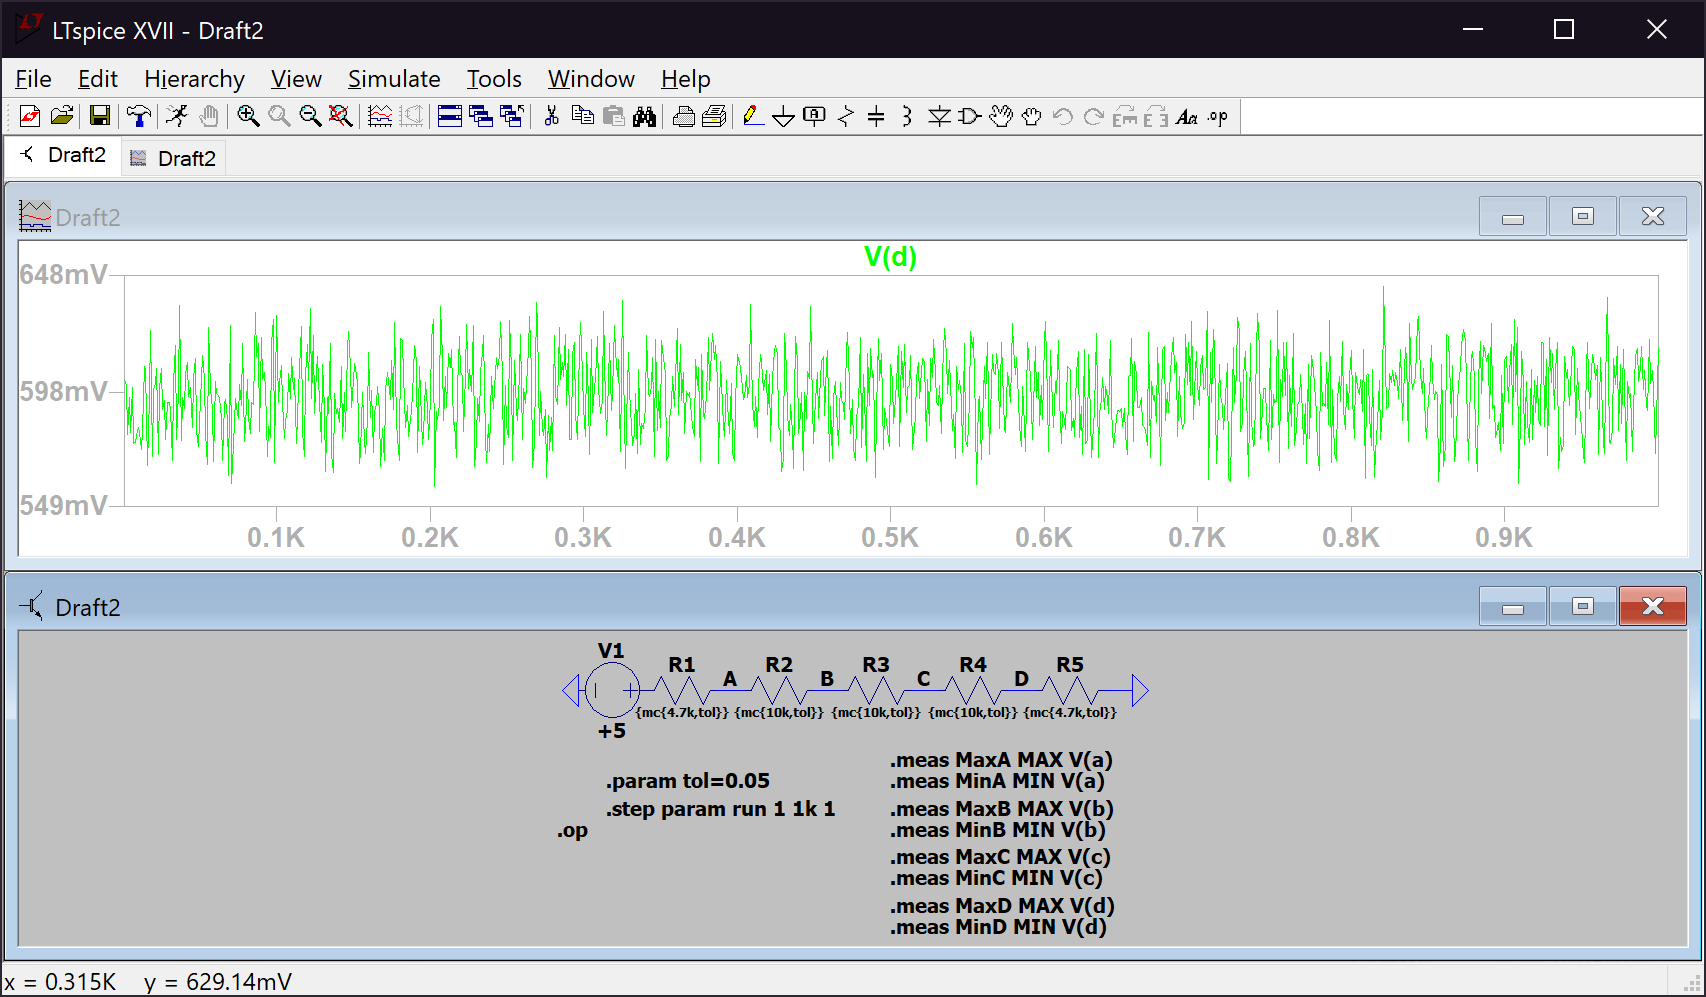 LTspice XVII - Draft2
File Edit Hierarchy View Simulate Tools Window Help
Draft2
Draft2
Draft2
V(d)
648mV
598mV
549mV
0.1K 0.2K 0.3K 0.4K 0.5K 0.6K 0.7K 0.8K 0.9K
Draft2
V1
R1 R2 R3 R4 R5
A B C D
{mc{4.7k,tol}} {mc{10k,tol}} {mc{10k,tol}} {mc{10k,tol}} {mc{4.7k,tol}}
+5
.param tol=0.05
.step param run 1 1k 1
.op
.meas MaxA MAX V(a)
.meas MinA MIN V(a)
.meas MaxB MAX V(b)
.meas MinB MIN V(b)
.meas MaxC MAX V(c)
.meas MinC MIN V(c)
.meas MaxD MAX V(d)
.meas MinD MIN V(d)
x = 0.315K y = 629.14mV